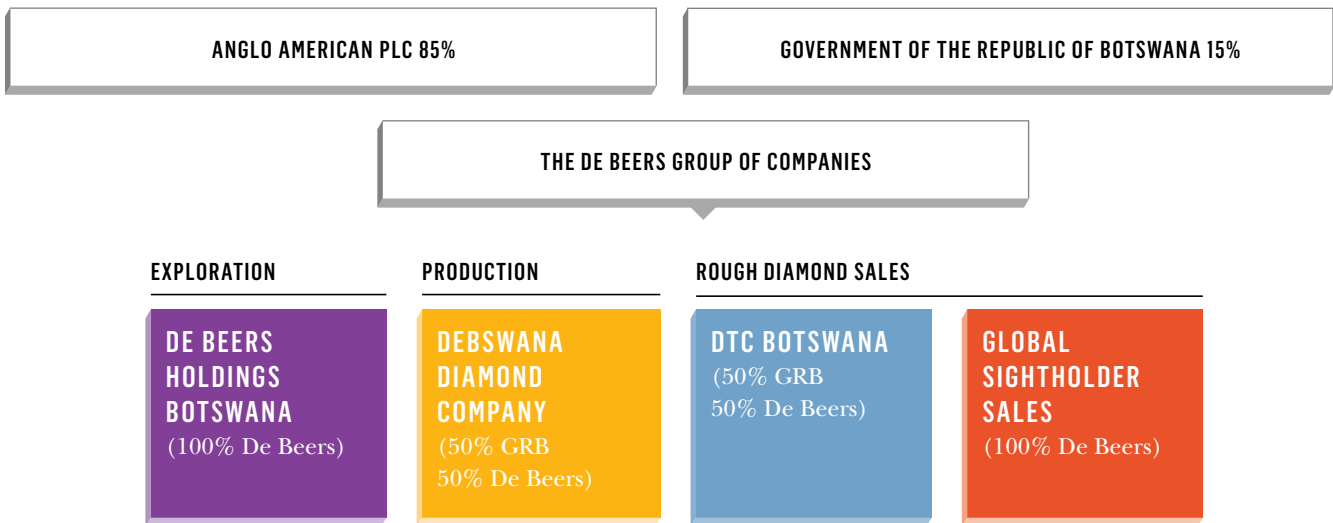 ANGLO AMERICAN PLC 85%
GOVERNMENT OF THE REPUBLIC OF BOTSWANA 15%
THE DE BEERS GROUP OF COMPANIES
EXPLORATION
DE BEERS
HOLDINGS
BOTSWANA
(100% De Beers)
PRODUCTION
DEBSWANA
DIAMOND
COMPANY
(50% GRB
50% De Beers)
ROUGH DIAMOND SALES
DTC BOTSWANA
(50% GRB
50% De Beers)
GLOBAL
SIGHTHOLDER
SALES
(100% De Beers)